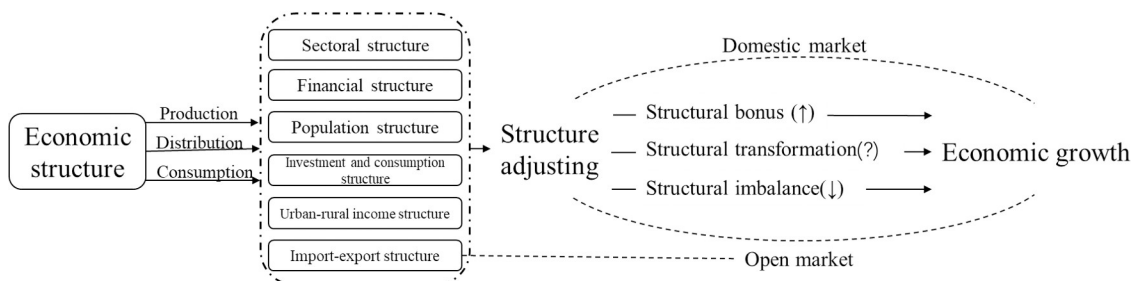 Economic
structure
Production
Distribution
Consumption
Sectoral structure
Financial structure
Population structure
Investment and consumption
structure
Urban-rural income structure
Import-export structure
Structure
adjusting
Domestic market
Structural bonus (↑)
Structural transformation(?)
Structural imbalance(↓)
Open market
Economic growth